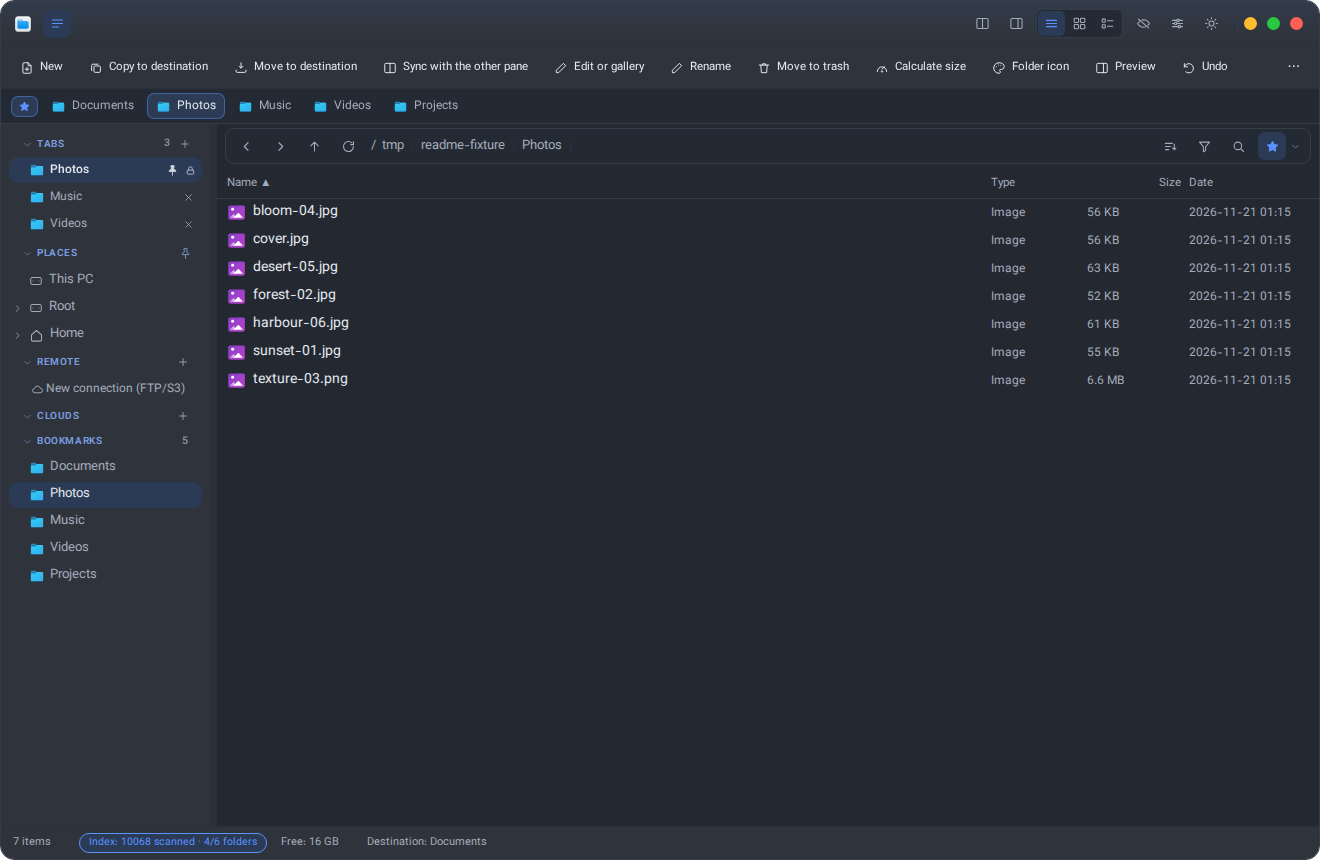 New Copy to destination Move to destination Sync with the other pane Edit or gallery Rename Move to trash Calculate size Folder icon Preview Undo ...
Documents Photos Music Videos Projects
TABS 3 +
Photos
Music
Videos
PLACES
This PC
Root
Home
REMOTE +
New connection (FTP/S3)
CLOUDS +
BOOKMARKS 5
Documents
Photos
Music
Videos
Projects
/ tmp readme-fixture Photos
Name ▲ Type Size Date
bloom-04.jpg Image 56 KB 2026-11-21 01:15
cover.jpg Image 56 KB 2026-11-21 01:15
desert-05.jpg Image 63 KB 2026-11-21 01:15
forest-02.jpg Image 52 KB 2026-11-21 01:15
harbour-06.jpg Image 61 KB 2026-11-21 01:15
sunset-01.jpg Image 55 KB 2026-11-21 01:15
texture-03.png Image 6.6 MB 2026-11-21 01:15
7 items Index: 10068 scanned · 4/6 folders Free: 16 GB Destination: Documents